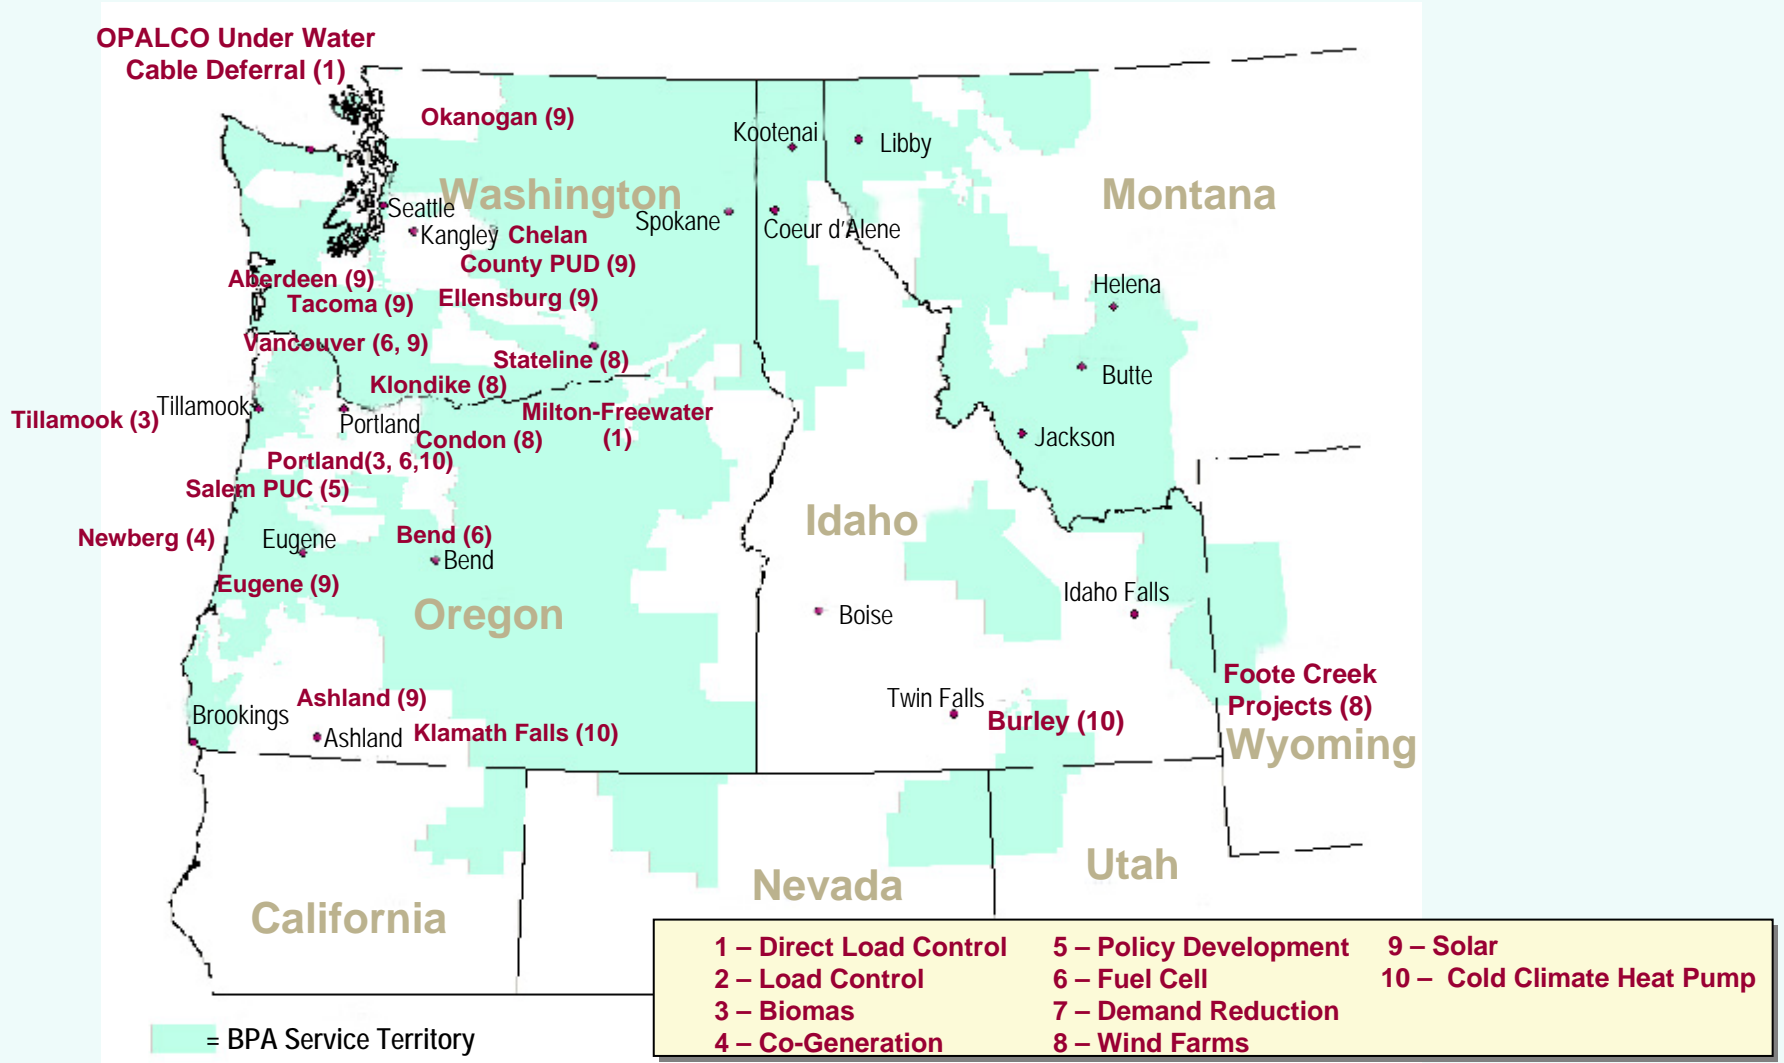 OPALCO Under Water
Cable Deferral (1)
Okanogan (9)
Kootenai
Libby
Washington
Montana
Seattle
Spokane
Kangley
Chelan
County PUD (9)
Coeur d'Alene
Aberdeen (9)
Tacoma (9)
Ellensburg (9)
Helena
Vancouver (6, 9)
Stateline (8)
Butte
Klondike (8)
Tillamook (3)
Tillamook
Portland
Condon (8)
Milton-Freewater
(1)
Jackson
Portland(3, 6,10)
Salem PUC (5)
Idaho
Newberg (4)
Eugene
Bend (6)
Bend
Eugene (9)
Oregon
Boise
Idaho Falls
Foote Creek
Projects (8)
Ashland (9)
Brookings
Ashland
Klamath Falls (10)
Twin Falls
Burley (10)
Wyoming
California
Nevada
Utah
1 – Direct Load Control
2 – Load Control
3 – Biomas
4 – Co-Generation
5 – Policy Development
6 – Fuel Cell
7 – Demand Reduction
8 – Wind Farms
9 – Solar
10 – Cold Climate Heat Pump
= BPA Service Territory